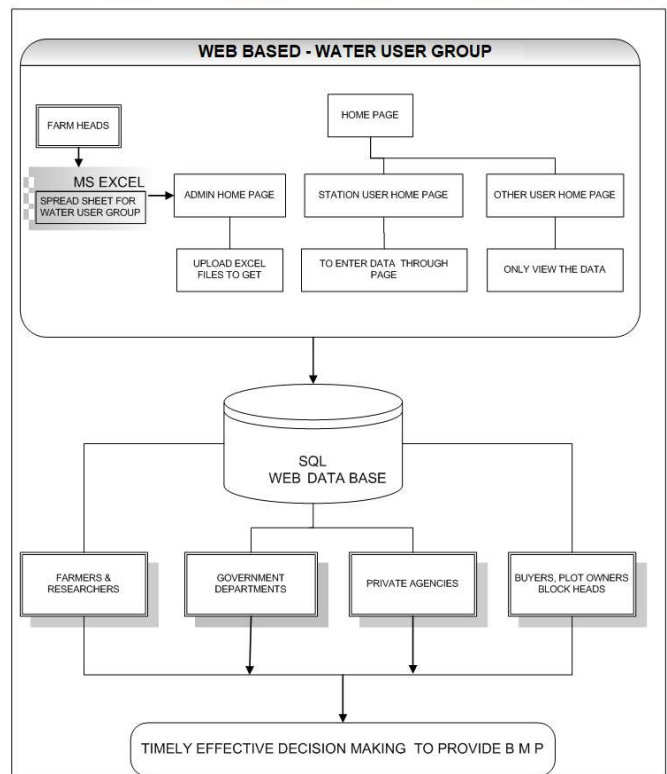 WEB BASED - WATER USER GROUP
FARM HEADS
HOME PAGE
MS EXCEL
SPREAD SHEET FOR
WATER USER GROUP
ADMIN HOME PAGE
STATION USER HOME PAGE
OTHER USER HOME PAGE
UPLOAD EXCEL
FILES TO GET
TO ENTER DATA THROUGH
PAGE
ONLY VIEW THE DATA
SQL
WEB DATA BASE
FARMERS &
RESEARCHERS
GOVERNMENT
DEPARTMENTS
PRIVATE AGENCIES
BUYERS, PLOT OWNERS
BLOCK HEADS
TIMELY EFFECTIVE DECISION MAKING TO PROVIDE B M P